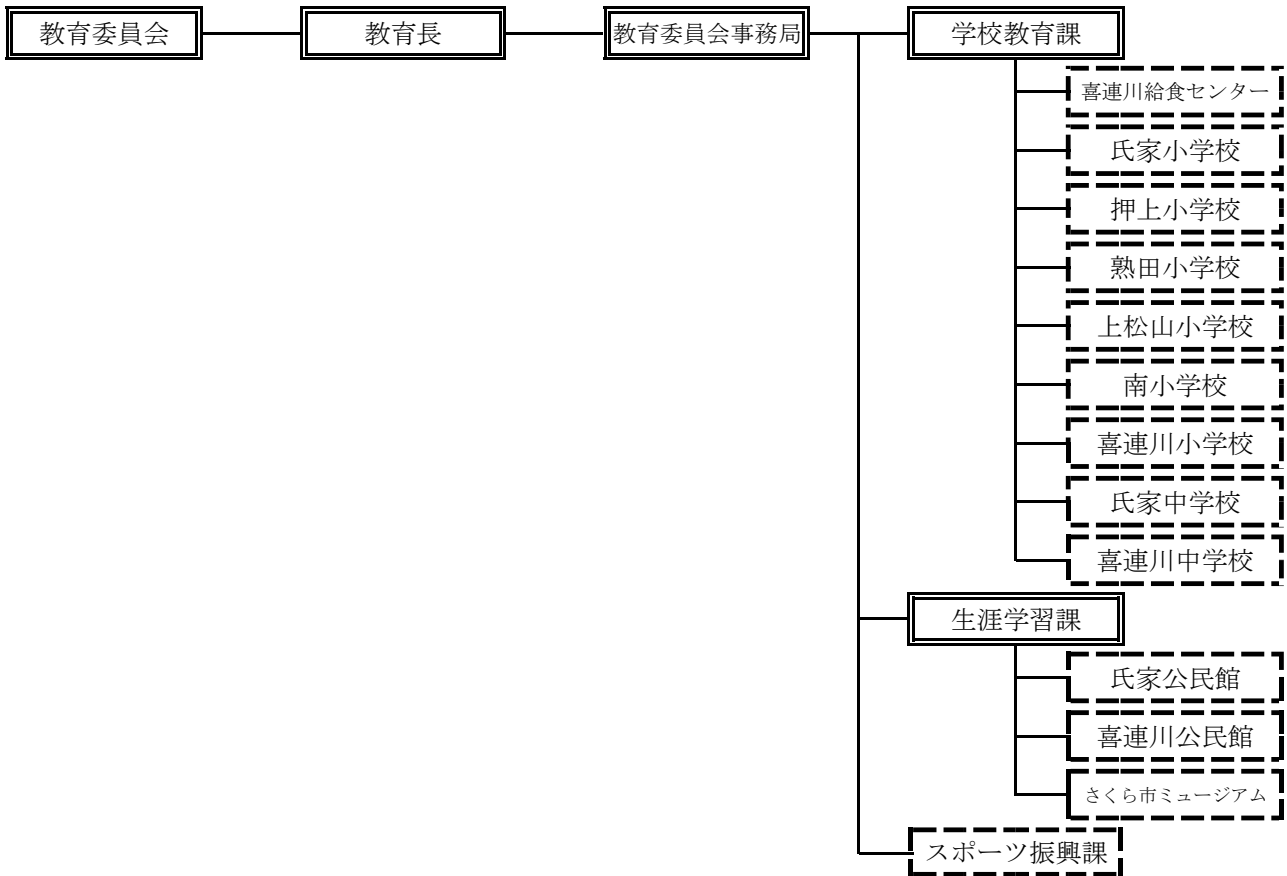 教育委員会
教育長
教育委員会事務局
学校教育課
喜連川給食センター
氏家小学校
押上小学校
熟田小学校
上松山小学校
南小学校
喜連川小学校
氏家中学校
喜連川中学校
生涯学習課
氏家公民館
喜連川公民館
さくら市ミュージアム
スポーツ振興課